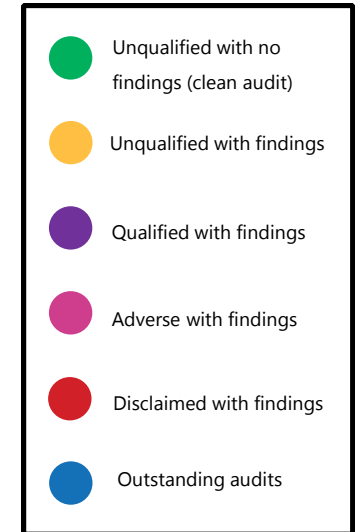 Unqualified with no
findings (clean audit)
Unqualified with findings
Qualified with findings
Adverse with findings
Disclaimed with findings
Outstanding audits